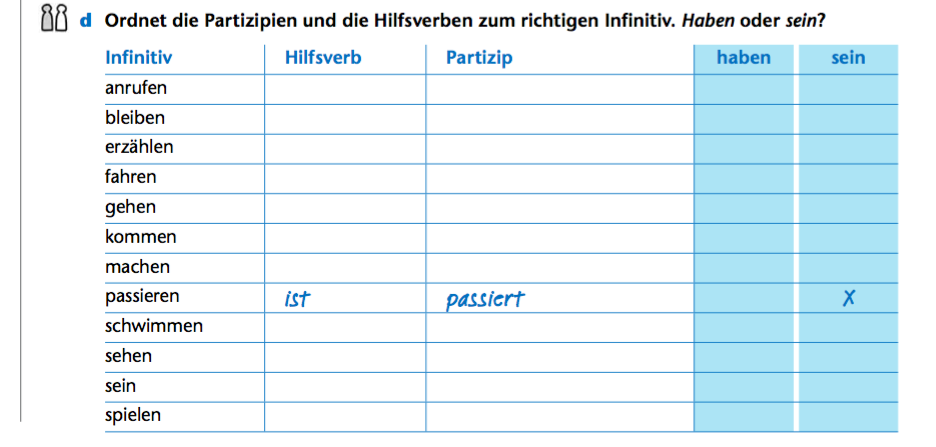 d Ordnet die Partizipien und die Hilfsverben zum richtigen Infinitiv. Haben oder sein?
Infinitiv Hilfsverb Partizip haben sein
anrufen
bleiben
erzählen
fahren
gehen
kommen
machen
passieren ist passiert X
schwimmen
sehen
sein
spielen